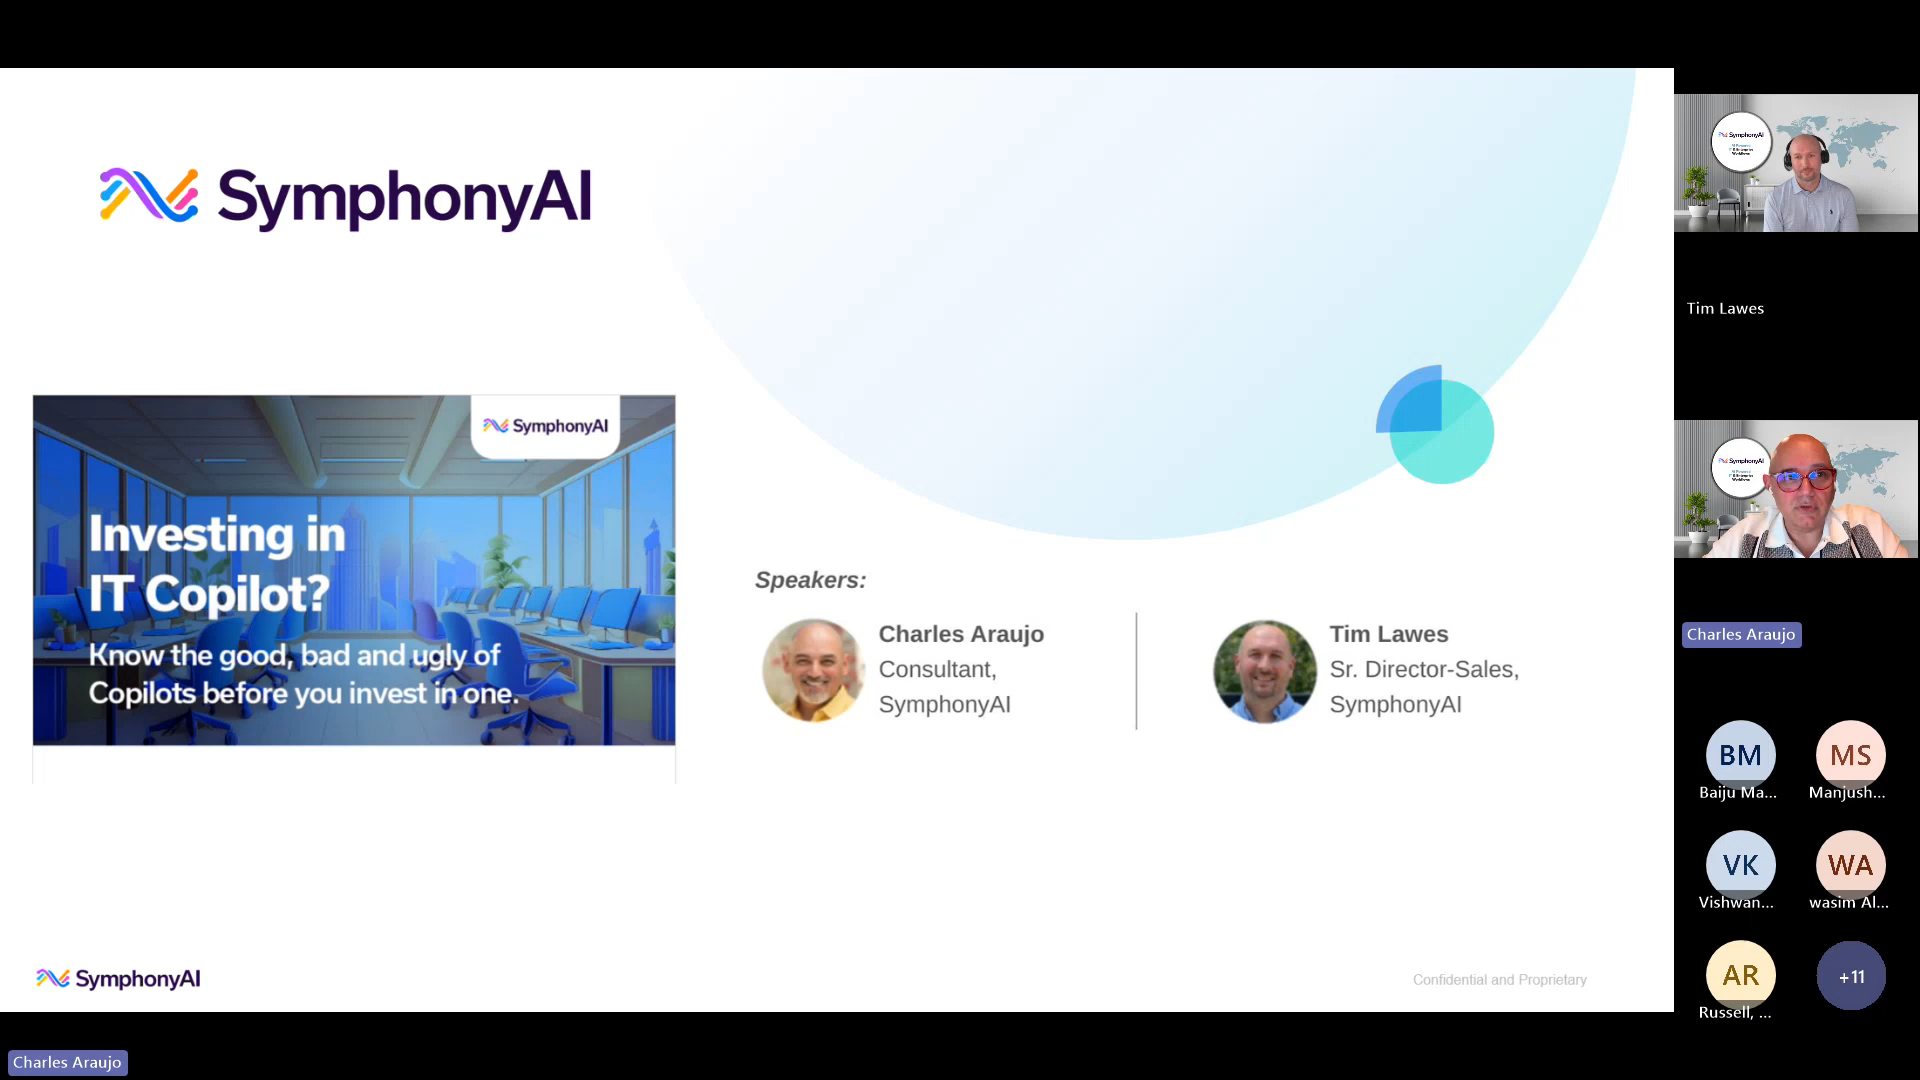 SymphonyAI
SymphonyAI
Investing in
IT Copilot?
Know the good, bad and ugly of
Copilots before you invest in one.
Speakers:
Charles Araujo
Consultant,
SymphonyAI
Tim Lawes
Sr. Director-Sales,
SymphonyAI
SymphonyAI
Confidential and Proprietary
Charles Araujo
SymphonyAI
Tim Lawes
SymphonyAI
Charles Araujo
BM
Baiju Ma...
MS
Manjush...
VK
Vishwan...
WA
wasim Al...
AR
Russell, ...
+11